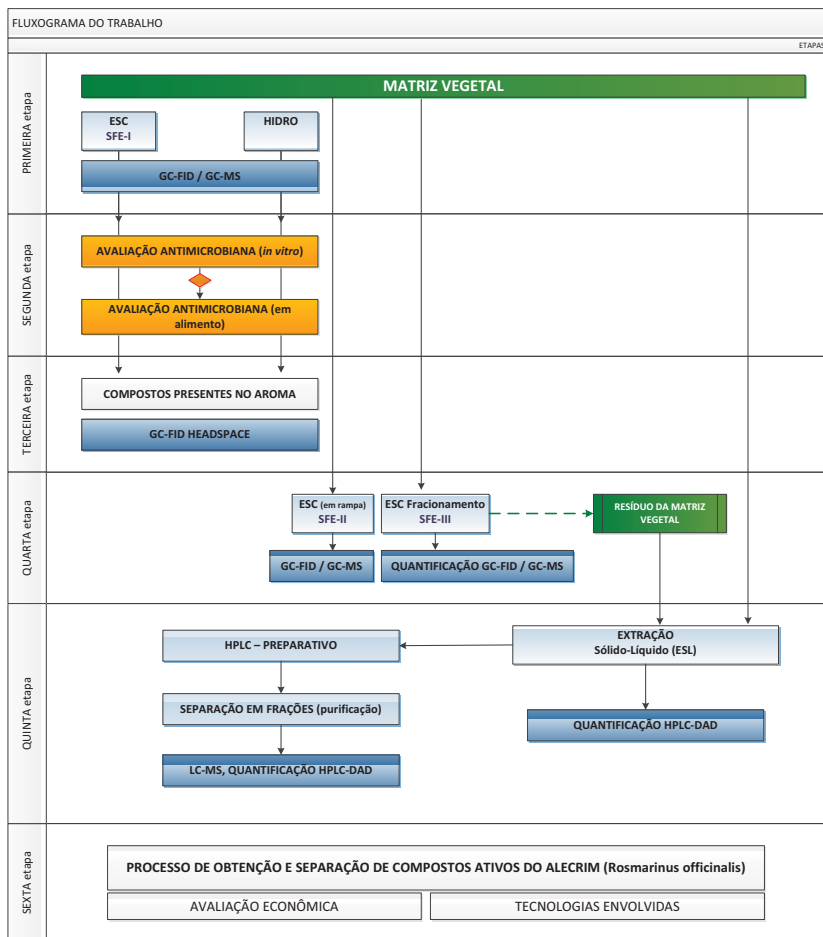 FLUXOGRAMA DO TRABALHO
ETAPAS
PRIMEIRA etapa
MATRIZ VEGETAL
ESC
SFE-I
HIDRO
GC-FID / GC-MS
SEGUNDA etapa
AVALIAÇÃO ANTIMICROBIANA (in vitro)
AVALIAÇÃO ANTIMICROBIANA (em
alimento)
TERCEIRA etapa
COMPOSTOS PRESENTES NO AROMA
GC-FID HEADSPACE
QUARTA etapa
ESC (em rampa)
SFE-II
ESC Fracionamento
SFE-III
RESÍDUO DA MATRIZ
VEGETAL
GC-FID / GC-MS
QUANTIFICAÇÃO GC-FID / GC-MS
QUINTA etapa
HPLC – PREPARATIVO
EXTRAÇÃO
Sólido-Líquido (ESL)
SEPARAÇÃO EM FRAÇÕES (purificação)
QUANTIFICAÇÃO HPLC-DAD
LC-MS, QUANTIFICAÇÃO HPLC-DAD
SEXTA etapa
PROCESSO DE OBTENÇÃO E SEPARAÇÃO DE COMPOSTOS ATIVOS DO ALECRIM (Rosmarinus officinalis)
AVALIAÇÃO ECONÔMICA
TECNOLOGIAS ENVOLVIDAS